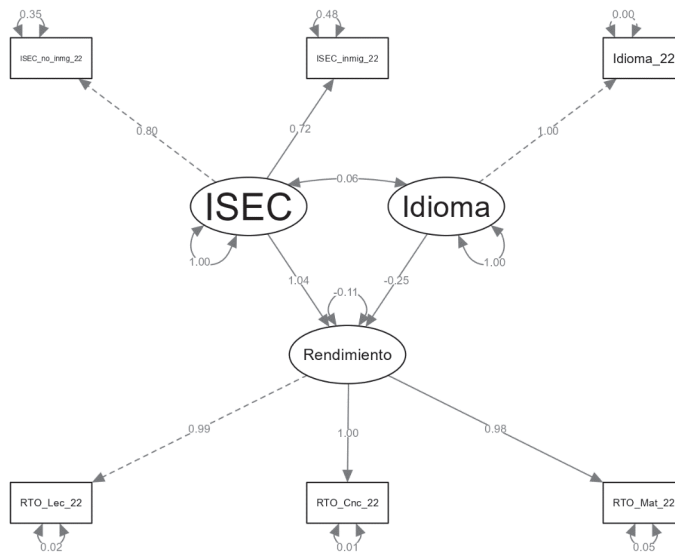 0.35
0.48
0.00
ISEC_no_inmg_22
ISEC_inmig_22
Idioma_22
0.80
0.72
1.00
0.06
ISEC
Idioma
1.00
1.00
1.04
-0.11
-0.25
Rendimiento
0.99
1.00
0.98
RTO_Lec_22
RTO_Cnc_22
RTO_Mat_22
0.02
0.01
0.05